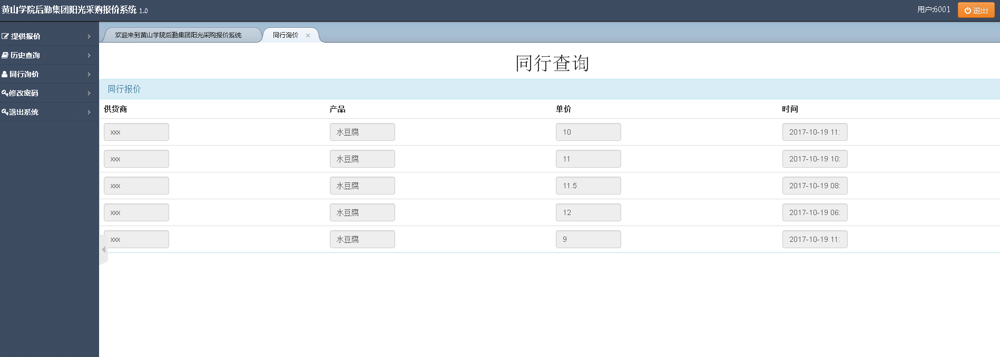 黄山学院后勤集团阳光采购报价系统 1.0
用户:6001
退出
提供报价
历史查询
同行询价
修改密码
退出系统
欢迎来到黄山学院后勤集团阳光采购报价系统
同行询价 ×
同行查询
同行报价
供货商 产品 单价 时间
xxx 水豆腐 10 2017-10-19 11:
xxx 水豆腐 11 2017-10-19 10:
xxx 水豆腐 11.5 2017-10-19 08:
xxx 水豆腐 12 2017-10-19 06:
xxx 水豆腐 9 2017-10-19 11: